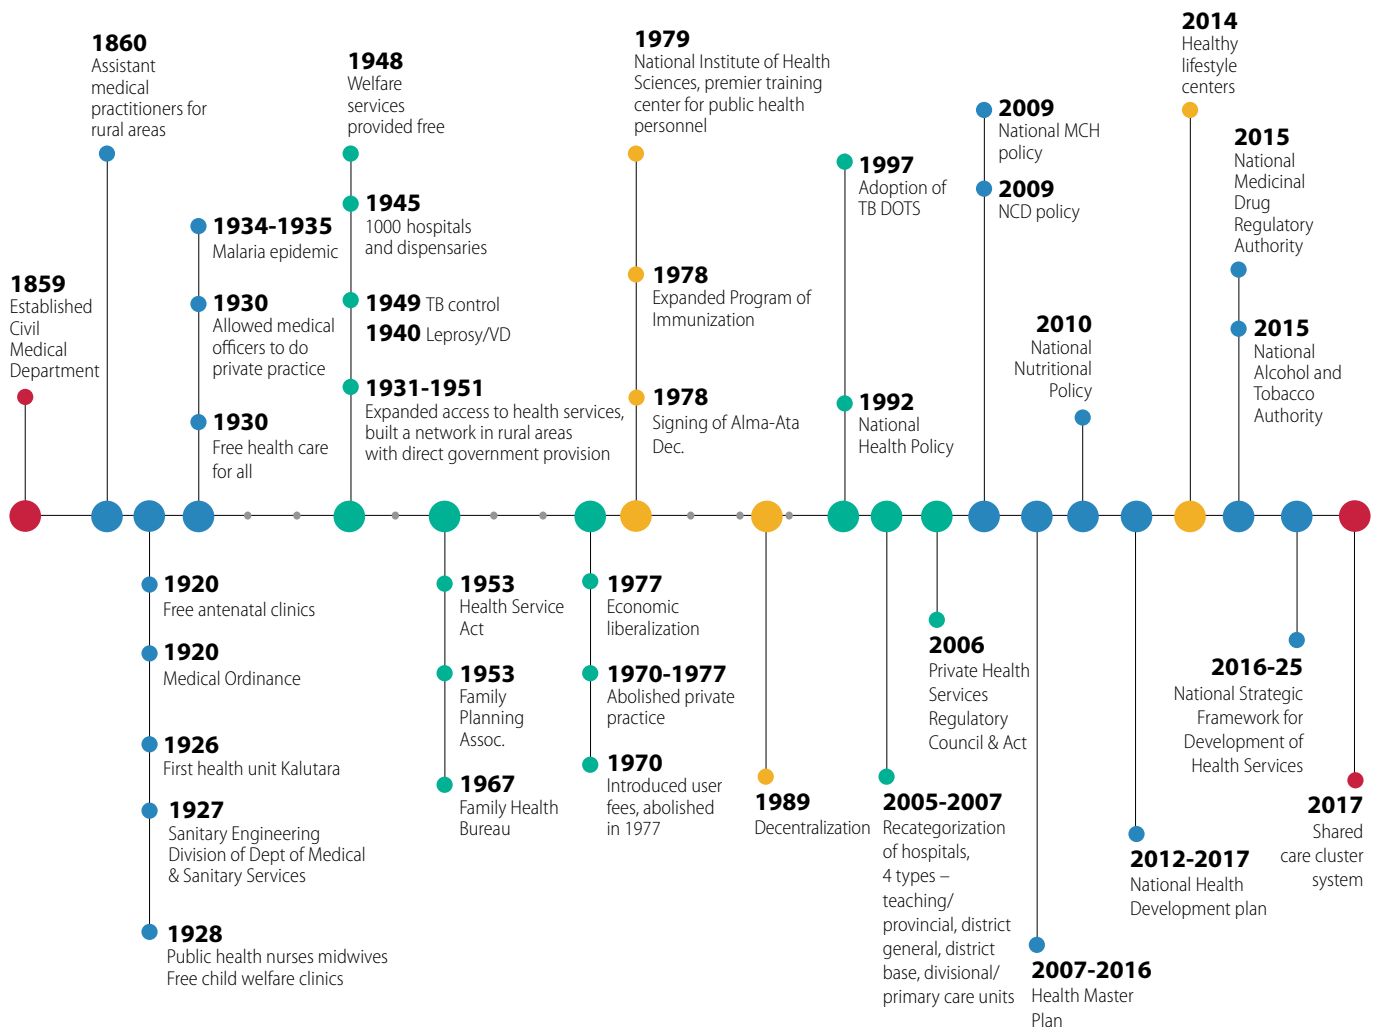 1859
Established
Civil
Medical
Department
1860
Assistant
medical
practitioners for
rural areas
1934-1935
Malaria epidemic
1930
Allowed medical
officers to do
private practice
1930
Free health care
for all
1948
Welfare
services
provided free
1945
1000 hospitals
and dispensaries
1949 TB control
1940 Leprosy/VD
1931-1951
Expanded access to health services,
built a network in rural areas
with direct government provision
1979
National Institute of Health
Sciences, premier training
center for public health
personnel
1978
Expanded Program of
Immunization
1978
Signing of Alma-Ata
Dec.
1997
Adoption of
TB DOTS
1992
National
Health Policy
2009
National MCH
policy
2009
NCD policy
2010
National
Nutritional
Policy
2014
Healthy
lifestyle
centers
2015
National
Medicinal
Drug
Regulatory
Authority
2015
National
Alcohol and
Tobacco
Authority
1920
Free antenatal clinics
1920
Medical Ordinance
1926
First health unit Kalutara
1927
Sanitary Engineering
Division of Dept of Medical
& Sanitary Services
1928
Public health nurses midwives
Free child welfare clinics
1953
Health Service
Act
1953
Family
Planning
Assoc.
1967
Family Health
Bureau
1977
Economic
liberalization
1970-1977
Abolished private
practice
1970
Introduced user
fees, abolished
in 1977
1989
Decentralization
2005-2007
Recategorization
of hospitals,
4 types –
teaching/
provincial, district
general, district
base, divisional/
primary care units
2006
Private Health
Services
Regulatory
Council & Act
2007-2016
Health Master
Plan
2012-2017
National Health
Development plan
2016-25
National Strategic
Framework for
Development of
Health Services
2017
Shared
care cluster
system